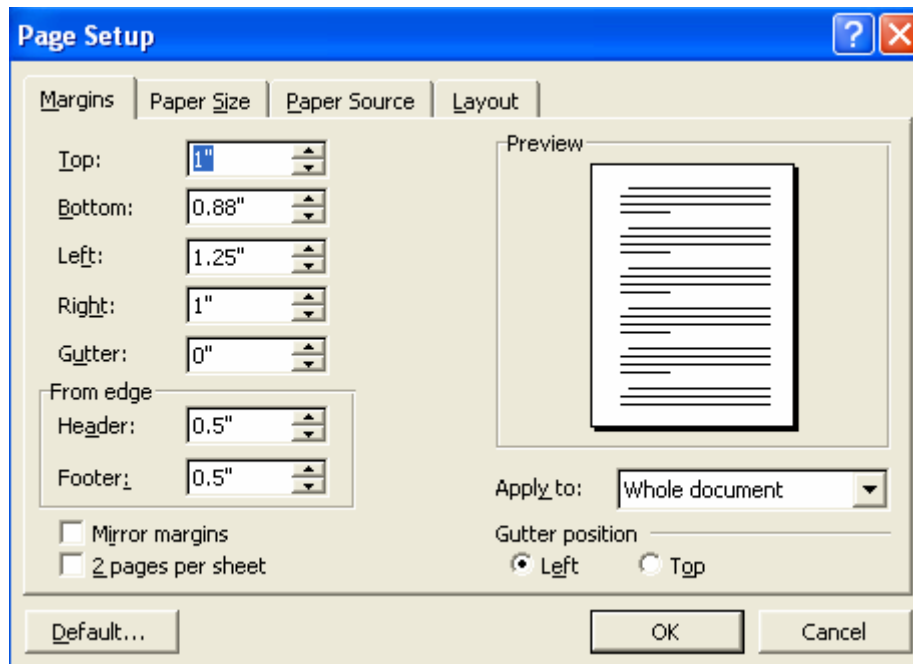 Page Setup
Margins Paper Size Paper Source Layout
Top: 1"
Bottom: 0.88"
Left: 1.25"
Right: 1"
Gutter: 0"
From edge
Header: 0.5"
Footer: 0.5"
Mirror margins
2 pages per sheet
Preview
Apply to: Whole document
Gutter position
Left Top
Default... OK Cancel